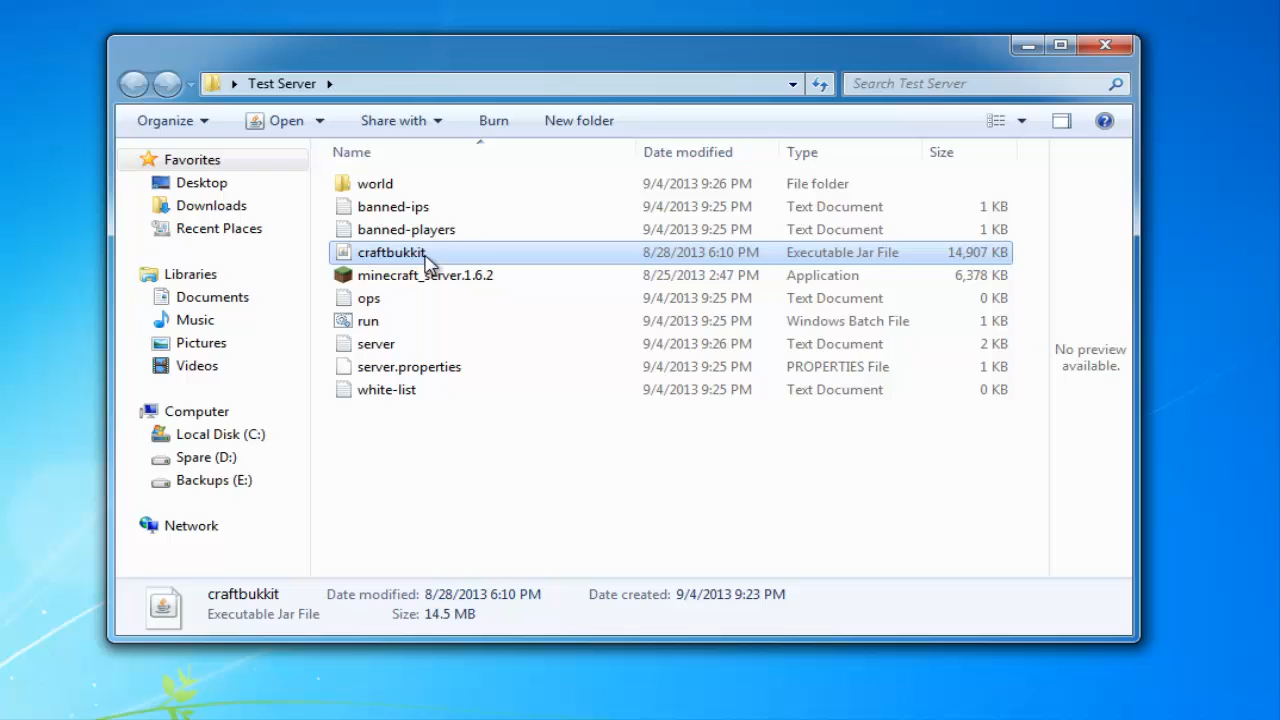 Test Server
Search Test Server
Organize Open Share with Burn New folder
Name Date modified Type Size
Favorites
Desktop
Downloads
Recent Places
Libraries
Documents
Music
Pictures
Videos
Computer
Local Disk (C:)
Spare (D:)
Backups (E:)
Network
world 9/4/2013 9:26 PM File folder
banned-ips 9/4/2013 9:25 PM Text Document 1 KB
banned-players 9/4/2013 9:25 PM Text Document 1 KB
craftbukkit 8/28/2013 6:10 PM Executable Jar File 14,907 KB
minecraft_server.1.6.2 8/25/2013 2:47 PM Application 6,378 KB
ops 9/4/2013 9:25 PM Text Document 0 KB
run 9/4/2013 9:25 PM Windows Batch File 1 KB
server 9/4/2013 9:26 PM Text Document 2 KB
server.properties 9/4/2013 9:25 PM PROPERTIES File 1 KB
white-list 9/4/2013 9:25 PM Text Document 0 KB
No preview
available.
craftbukkit Date modified: 8/28/2013 6:10 PM Date created: 9/4/2013 9:23 PM
Executable Jar File Size: 14.5 MB